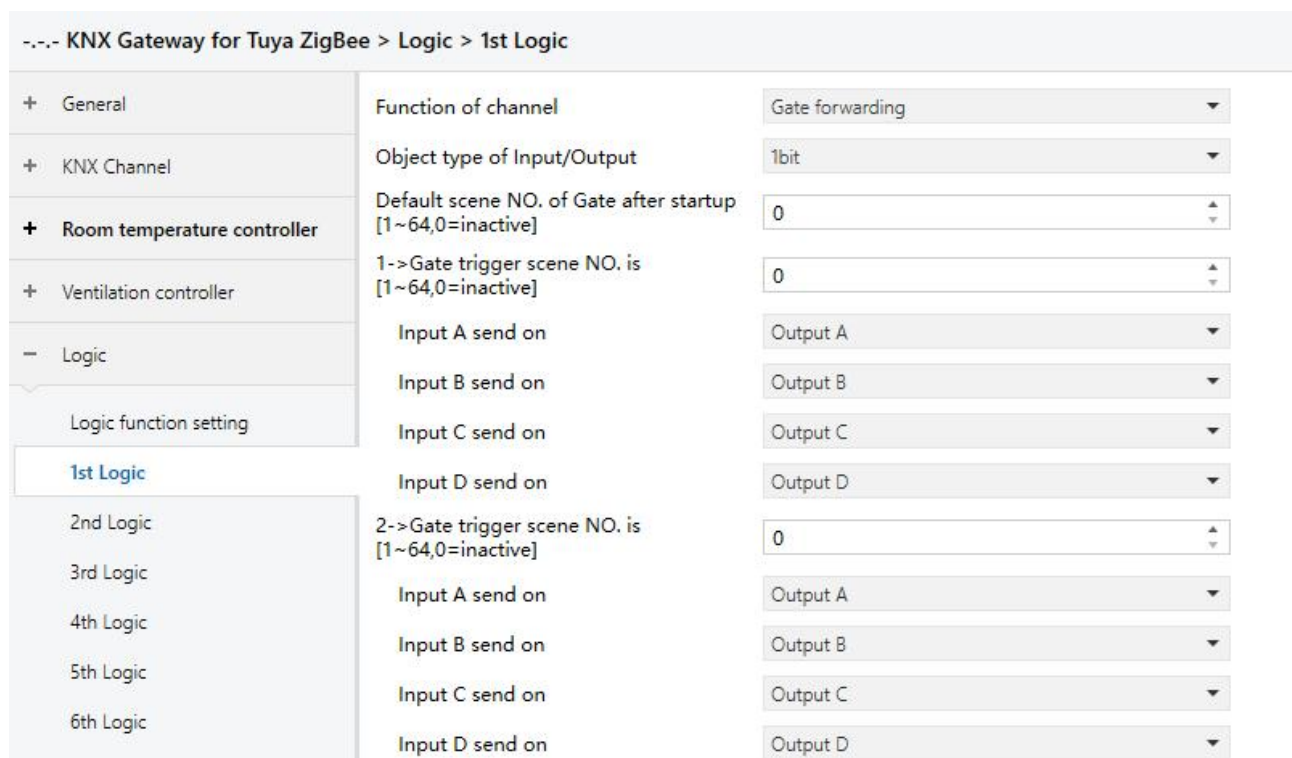 -.-.- KNX Gateway for Tuya ZigBee > Logic > 1st Logic
+ General
+ KNX Channel
+ Room temperature controller
+ Ventilation controller
− Logic
Logic function setting
1st Logic
2nd Logic
3rd Logic
4th Logic
5th Logic
6th Logic
Function of channel Gate forwarding
Object type of Input/Output 1bit
Default scene NO. of Gate after startup
[1~64,0=inactive] 0
1->Gate trigger scene NO. is
[1~64,0=inactive] 0
Input A send on Output A
Input B send on Output B
Input C send on Output C
Input D send on Output D
2->Gate trigger scene NO. is
[1~64,0=inactive] 0
Input A send on Output A
Input B send on Output B
Input C send on Output C
Input D send on Output D